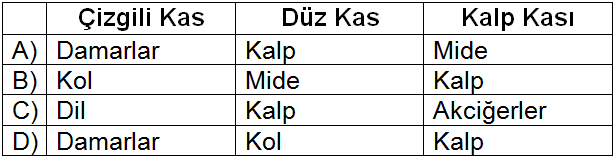 Çizgili Kas Düz Kas Kalp Kası
A) Damarlar Kalp Mide
B) Kol Mide Kalp
C) Dil Kalp Akciğerler
D) Damarlar Kol Kalp